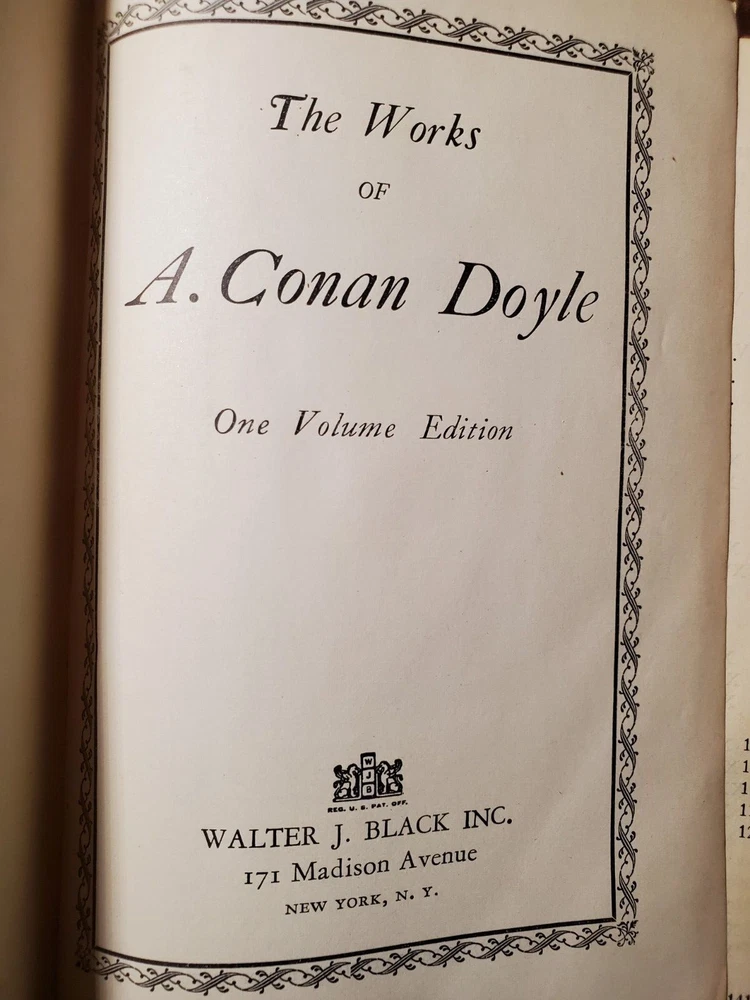 The Works
OF
A. Conan Doyle
One Volume Edition
W
J
B
REG. U. S. PAT. OFF.
WALTER J. BLACK INC.
171 Madison Avenue
NEW YORK, N. Y.